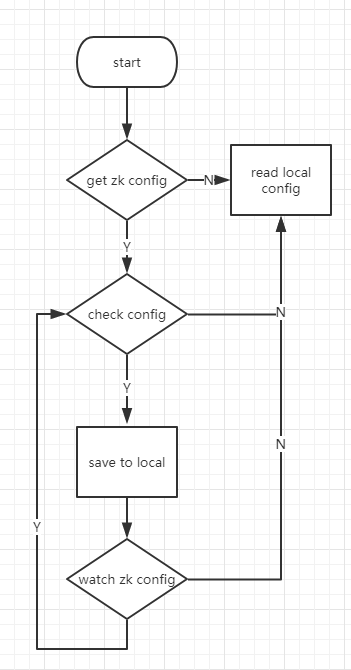 start
get zk config
N
read local
config
Y
check config
N
Y
N
save to local
Y
watch zk config